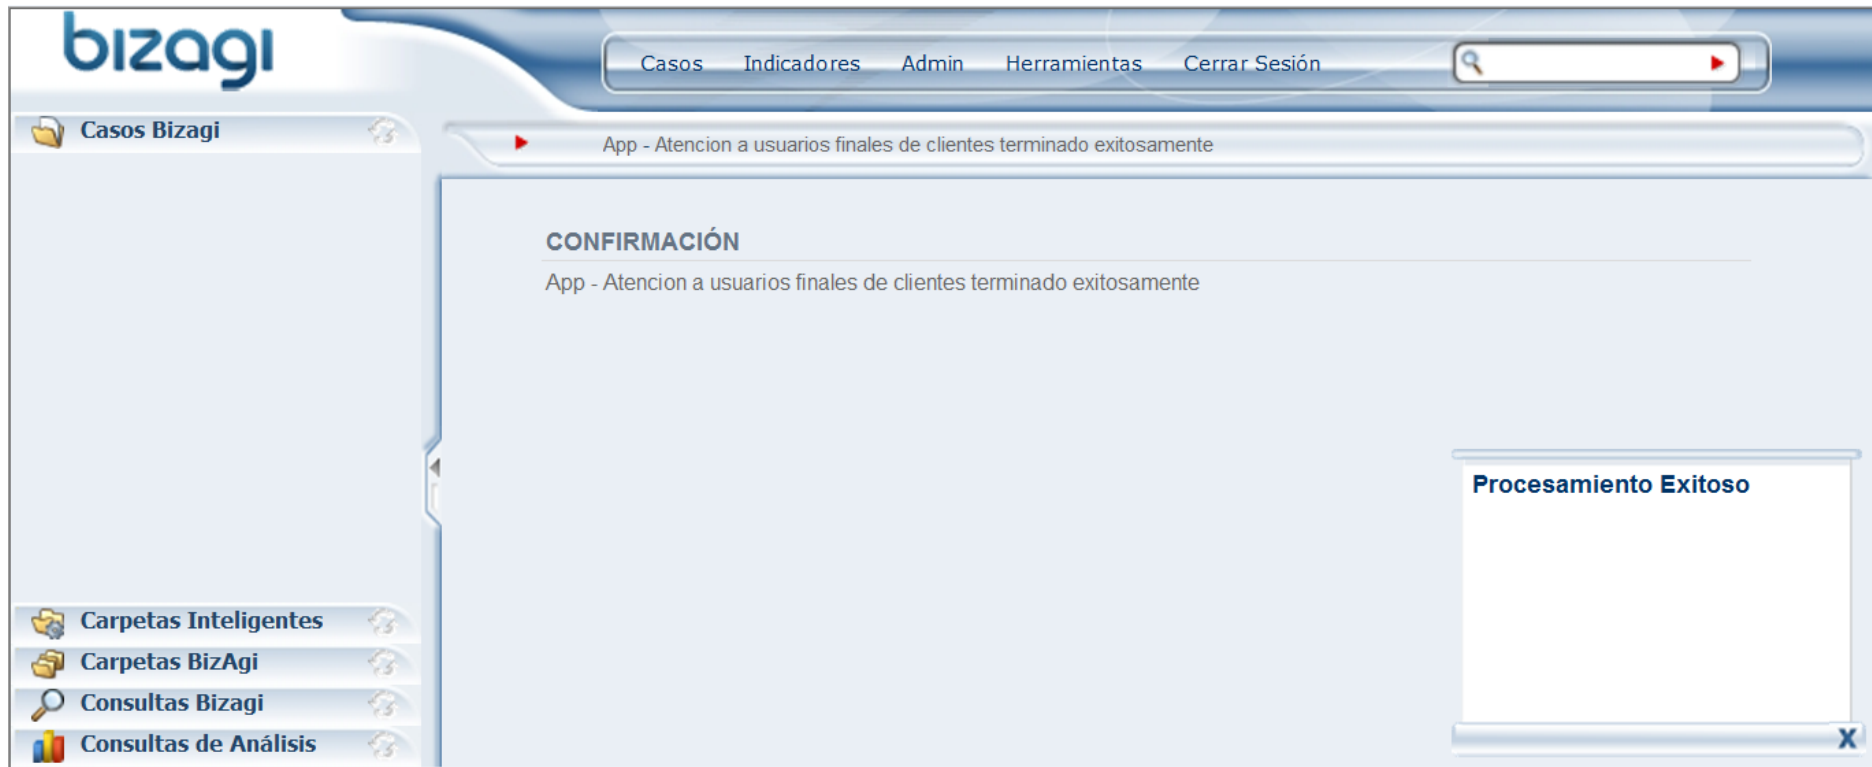 bizagi
Casos Indicadores Admin Herramientas Cerrar Sesión
Casos Bizagi
App - Atencion a usuarios finales de clientes terminado exitosamente
CONFIRMACIÓN
App - Atencion a usuarios finales de clientes terminado exitosamente
Procesamiento Exitoso
Carpetas Inteligentes
Carpetas BizAgi
Consultas Bizagi
Consultas de Análisis
X